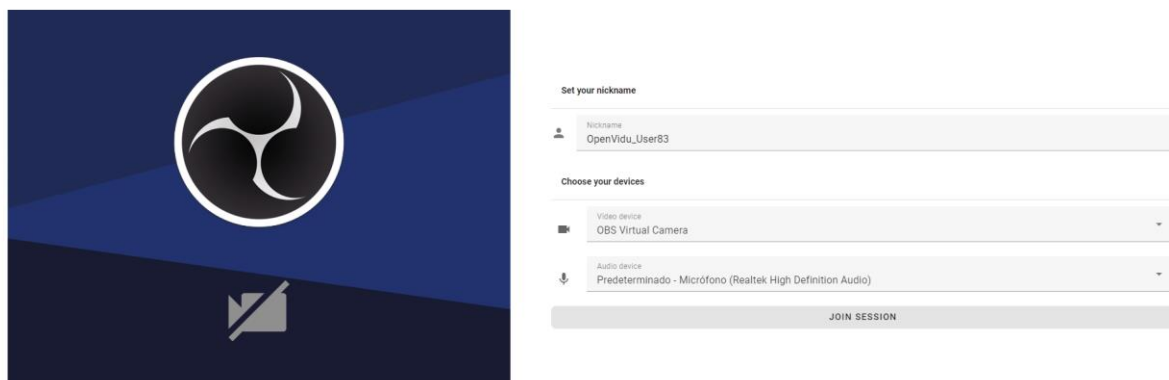 Set your nickname
Nickname
OpenVidu_User83
Choose your devices
Video device
OBS Virtual Camera
Audio device
Predeterminado - Micrófono (Realtek High Definition Audio)
JOIN SESSION